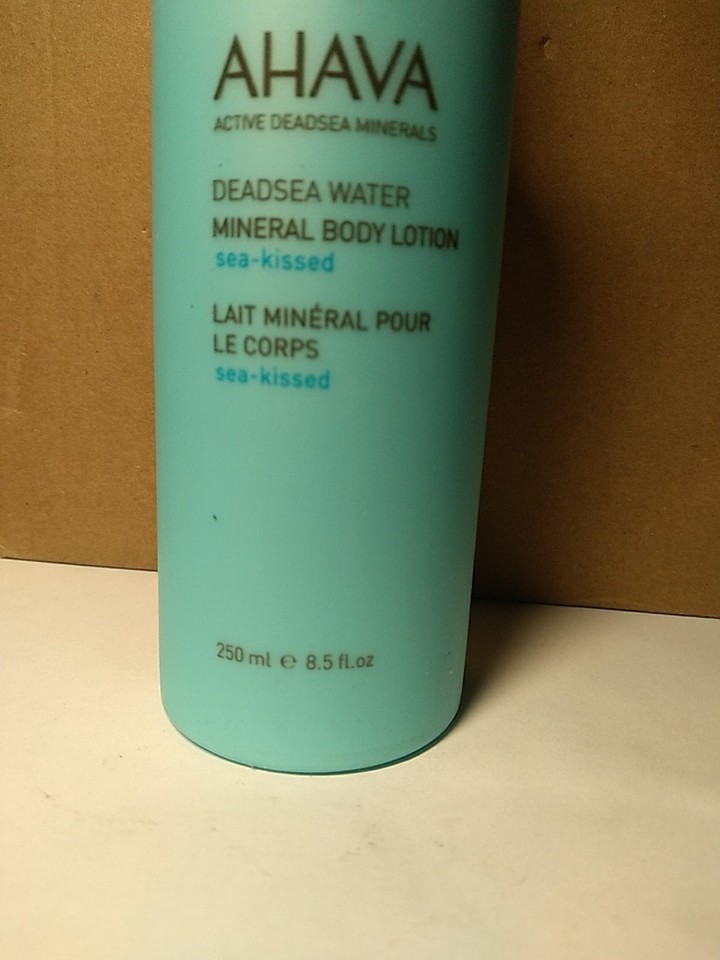 AHAVA
ACTIVE DEADSEA MINERALS
DEADSEA WATER
MINERAL BODY LOTION
sea-kissed
LAIT MINÉRAL POUR
LE CORPS
sea-kissed
250 ml ℮ 8.5 fl.oz